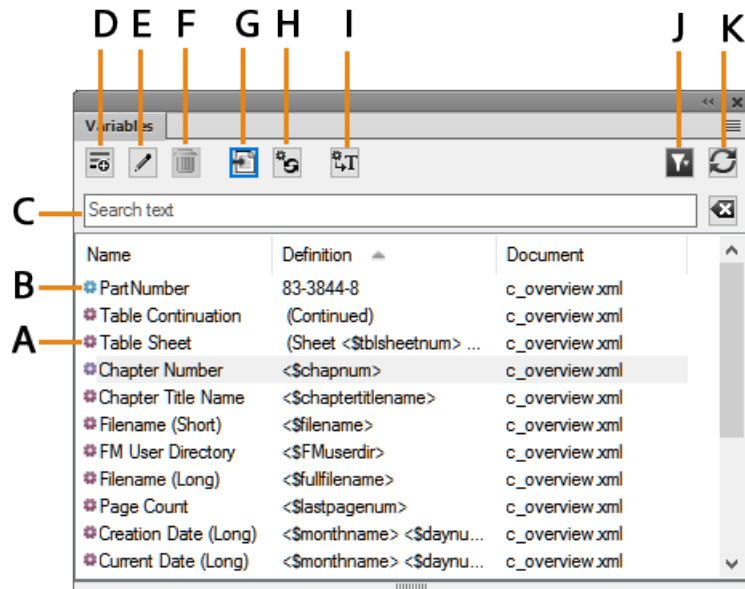 D E F G H I J K
Variables
T
C Search text
Name Definition Document
B PartNumber 83-3844-8 c_overview.xml
Table Continuation (Continued) c_overview.xml
A Table Sheet (Sheet <$tblsheetnum> ... c_overview.xml
Chapter Number <$chapnum> c_overview.xml
Chapter Title Name <$chaptertitlename> c_overview.xml
Filename (Short) <$filename> c_overview.xml
FM User Directory <$FMuserdir> c_overview.xml
Filename (Long) <$fullfilename> c_overview.xml
Page Count <$lastpagenum> c_overview.xml
Creation Date (Long) <$monthname> <$daynu... c_overview.xml
Current Date (Long) <$monthname> <$daynu... c_overview.xml